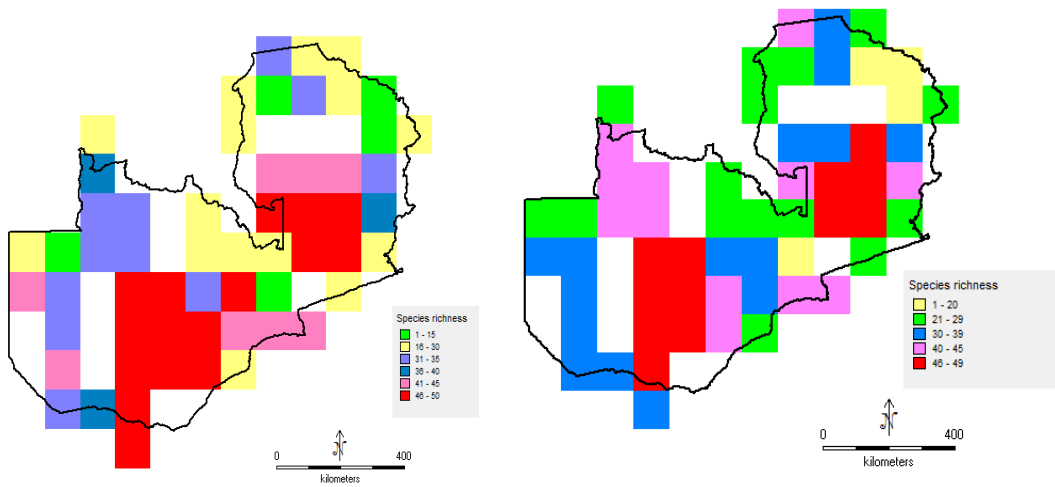 Species richness
1 - 15
16 - 30
31 - 35
36 - 40
41 - 45
46 - 50
N
0 400
kilometers
Species richness
1 - 20
21 - 29
30 - 39
40 - 45
46 - 49
N
0 400
kilometers